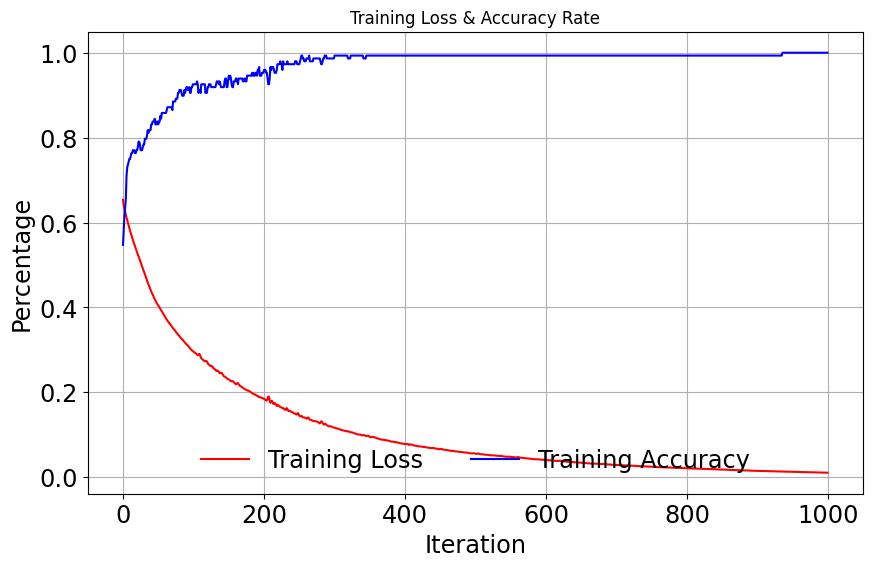 Training Loss & Accuracy Rate
1.0
0.8
0.6
0.4
0.2
0.0
Percentage
Training Loss
Training Accuracy
0 200 400 600 800 1000
Iteration